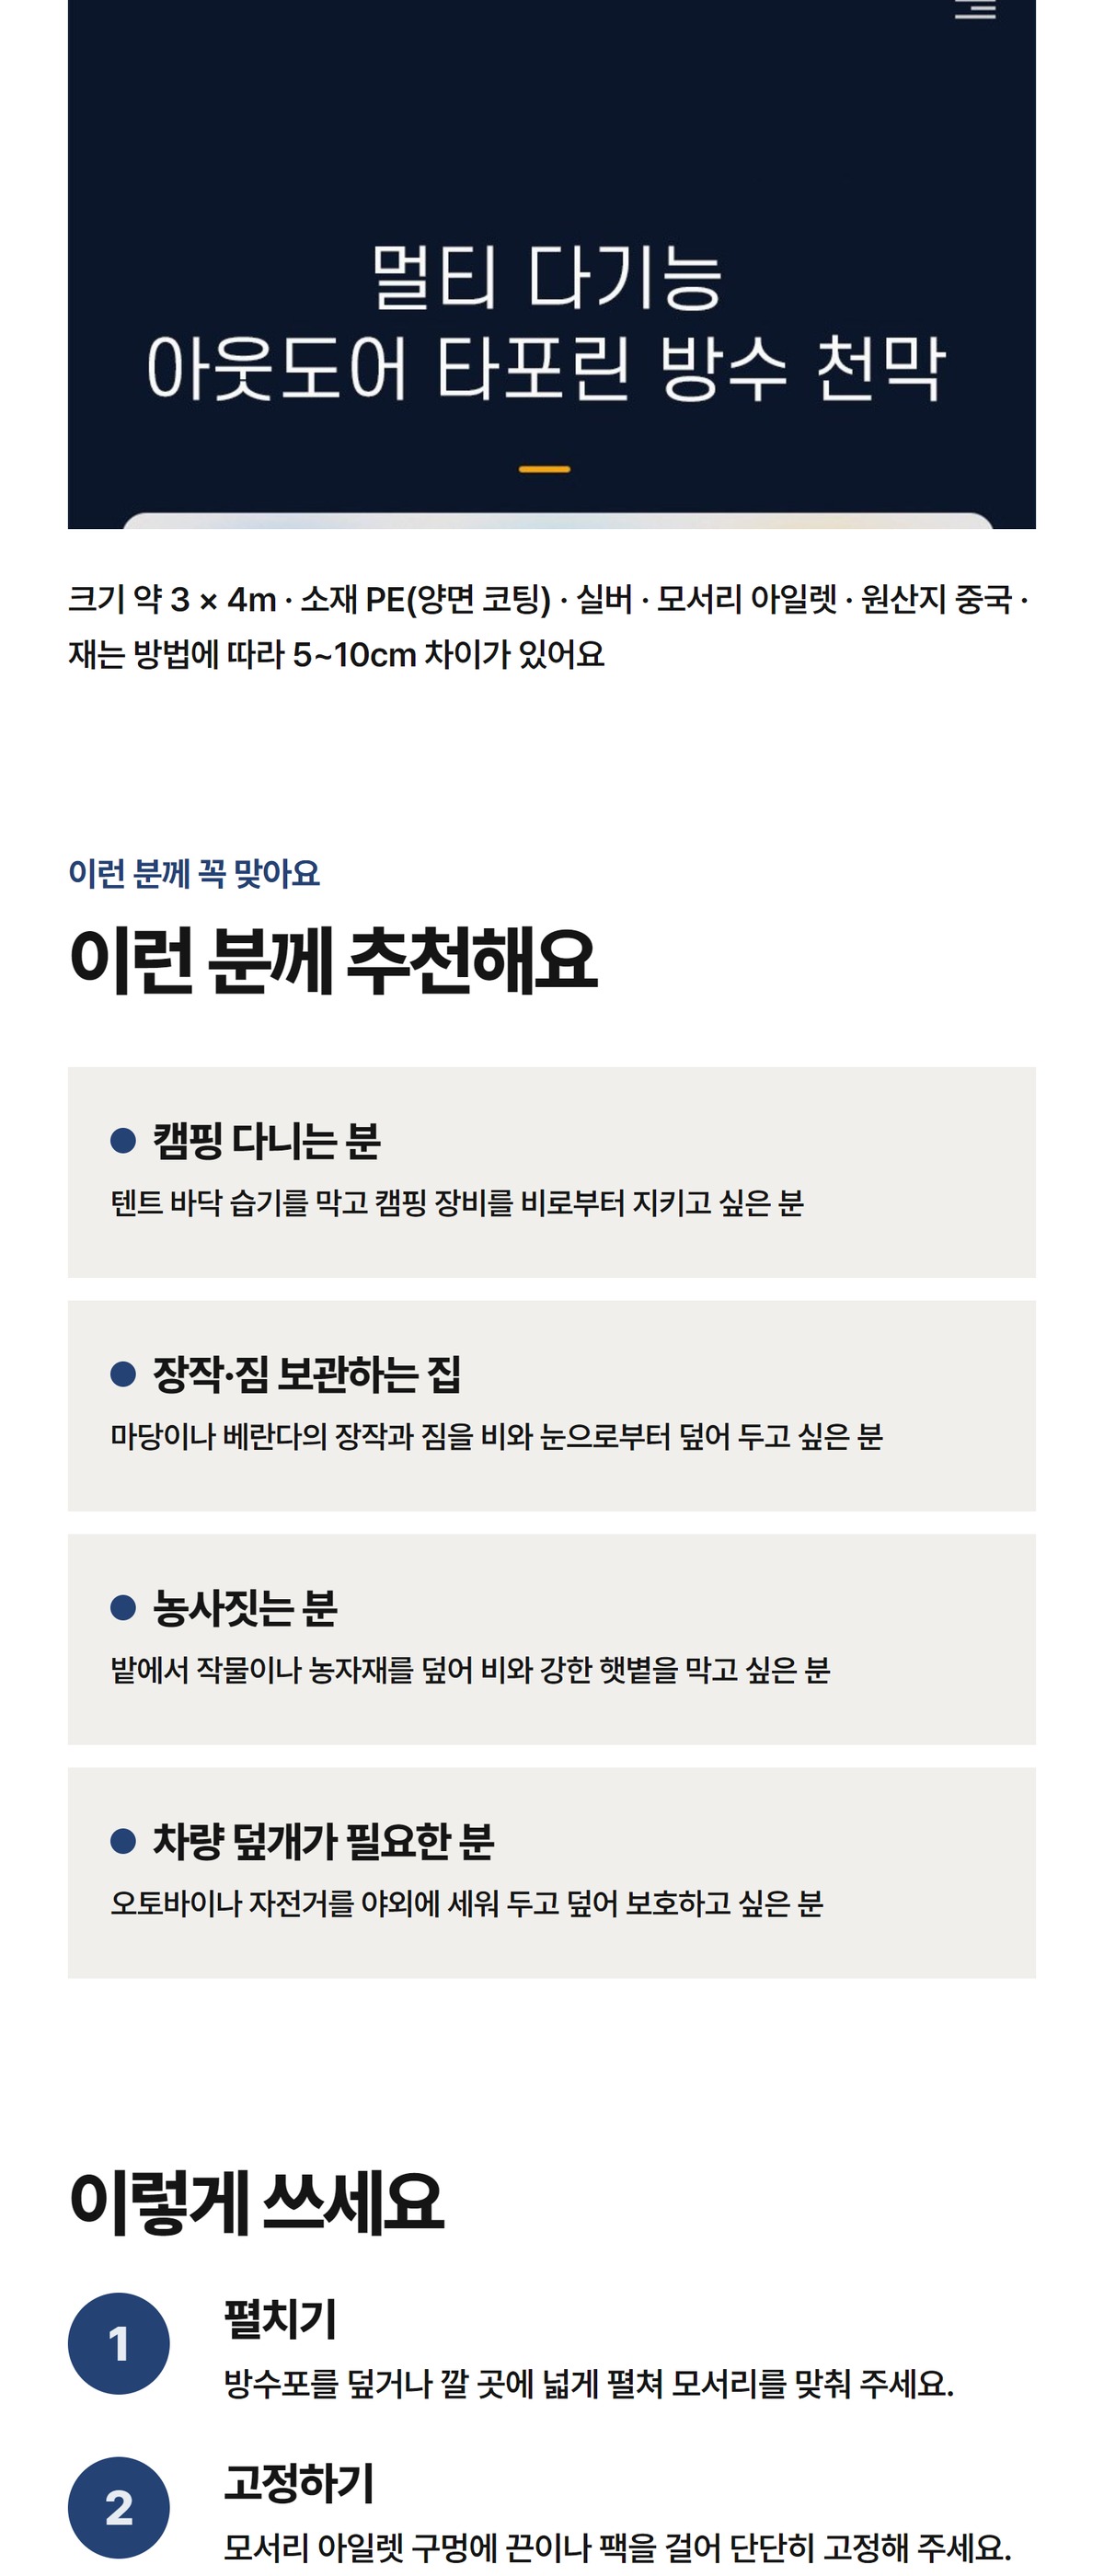 멀티 다기능
아웃도어 타포린 방수 천막
크기 약 3 × 4m · 소재 PE(양면 코팅) · 실버 · 모서리 아일렛 · 원산지 중국 ·
재는 방법에 따라 5~10cm 차이가 있어요
이런 분께 꼭 맞아요
이런 분께 추천해요
캠핑 다니는 분
텐트 바닥 습기를 막고 캠핑 장비를 비로부터 지키고 싶은 분
장작·짐 보관하는 집
마당이나 베란다의 장작과 짐을 비와 눈으로부터 덮어 두고 싶은 분
농사짓는 분
밭에서 작물이나 농자재를 덮어 비와 강한 햇볕을 막고 싶은 분
차량 덮개가 필요한 분
오토바이나 자전거를 야외에 세워 두고 덮어 보호하고 싶은 분
이렇게 쓰세요
1 펼치기
방수포를 덮거나 깔 곳에 넓게 펼쳐 모서리를 맞춰 주세요.
2 고정하기
모서리 아일렛 구멍에 끈이나 팩을 걸어 단단히 고정해 주세요.